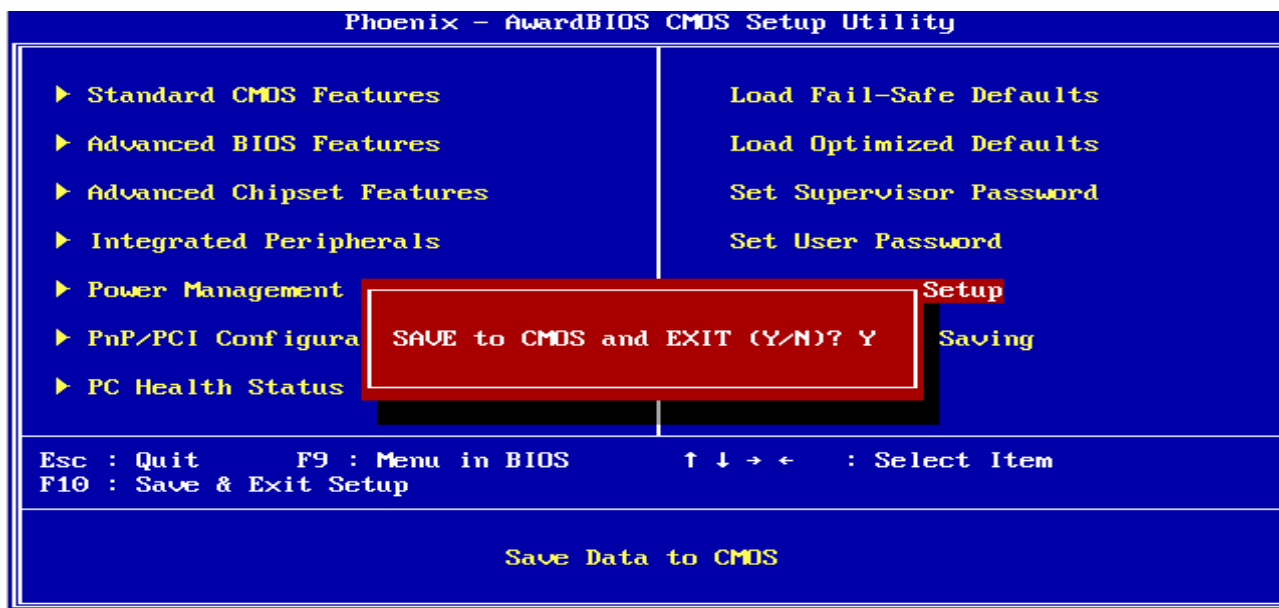 Phoenix - AwardBIOS CMOS Setup Utility
▶ Standard CMOS Features
▶ Advanced BIOS Features
▶ Advanced Chipset Features
▶ Integrated Peripherals
▶ Power Management
▶ PnP/PCI Configura
▶ PC Health Status
Load Fail-Safe Defaults
Load Optimized Defaults
Set Supervisor Password
Set User Password
Setup
Saving
SAVE to CMOS and EXIT (Y/N)? Y
Esc : Quit F9 : Menu in BIOS ↑ ↓ → ← : Select Item
F10 : Save & Exit Setup
Save Data to CMOS